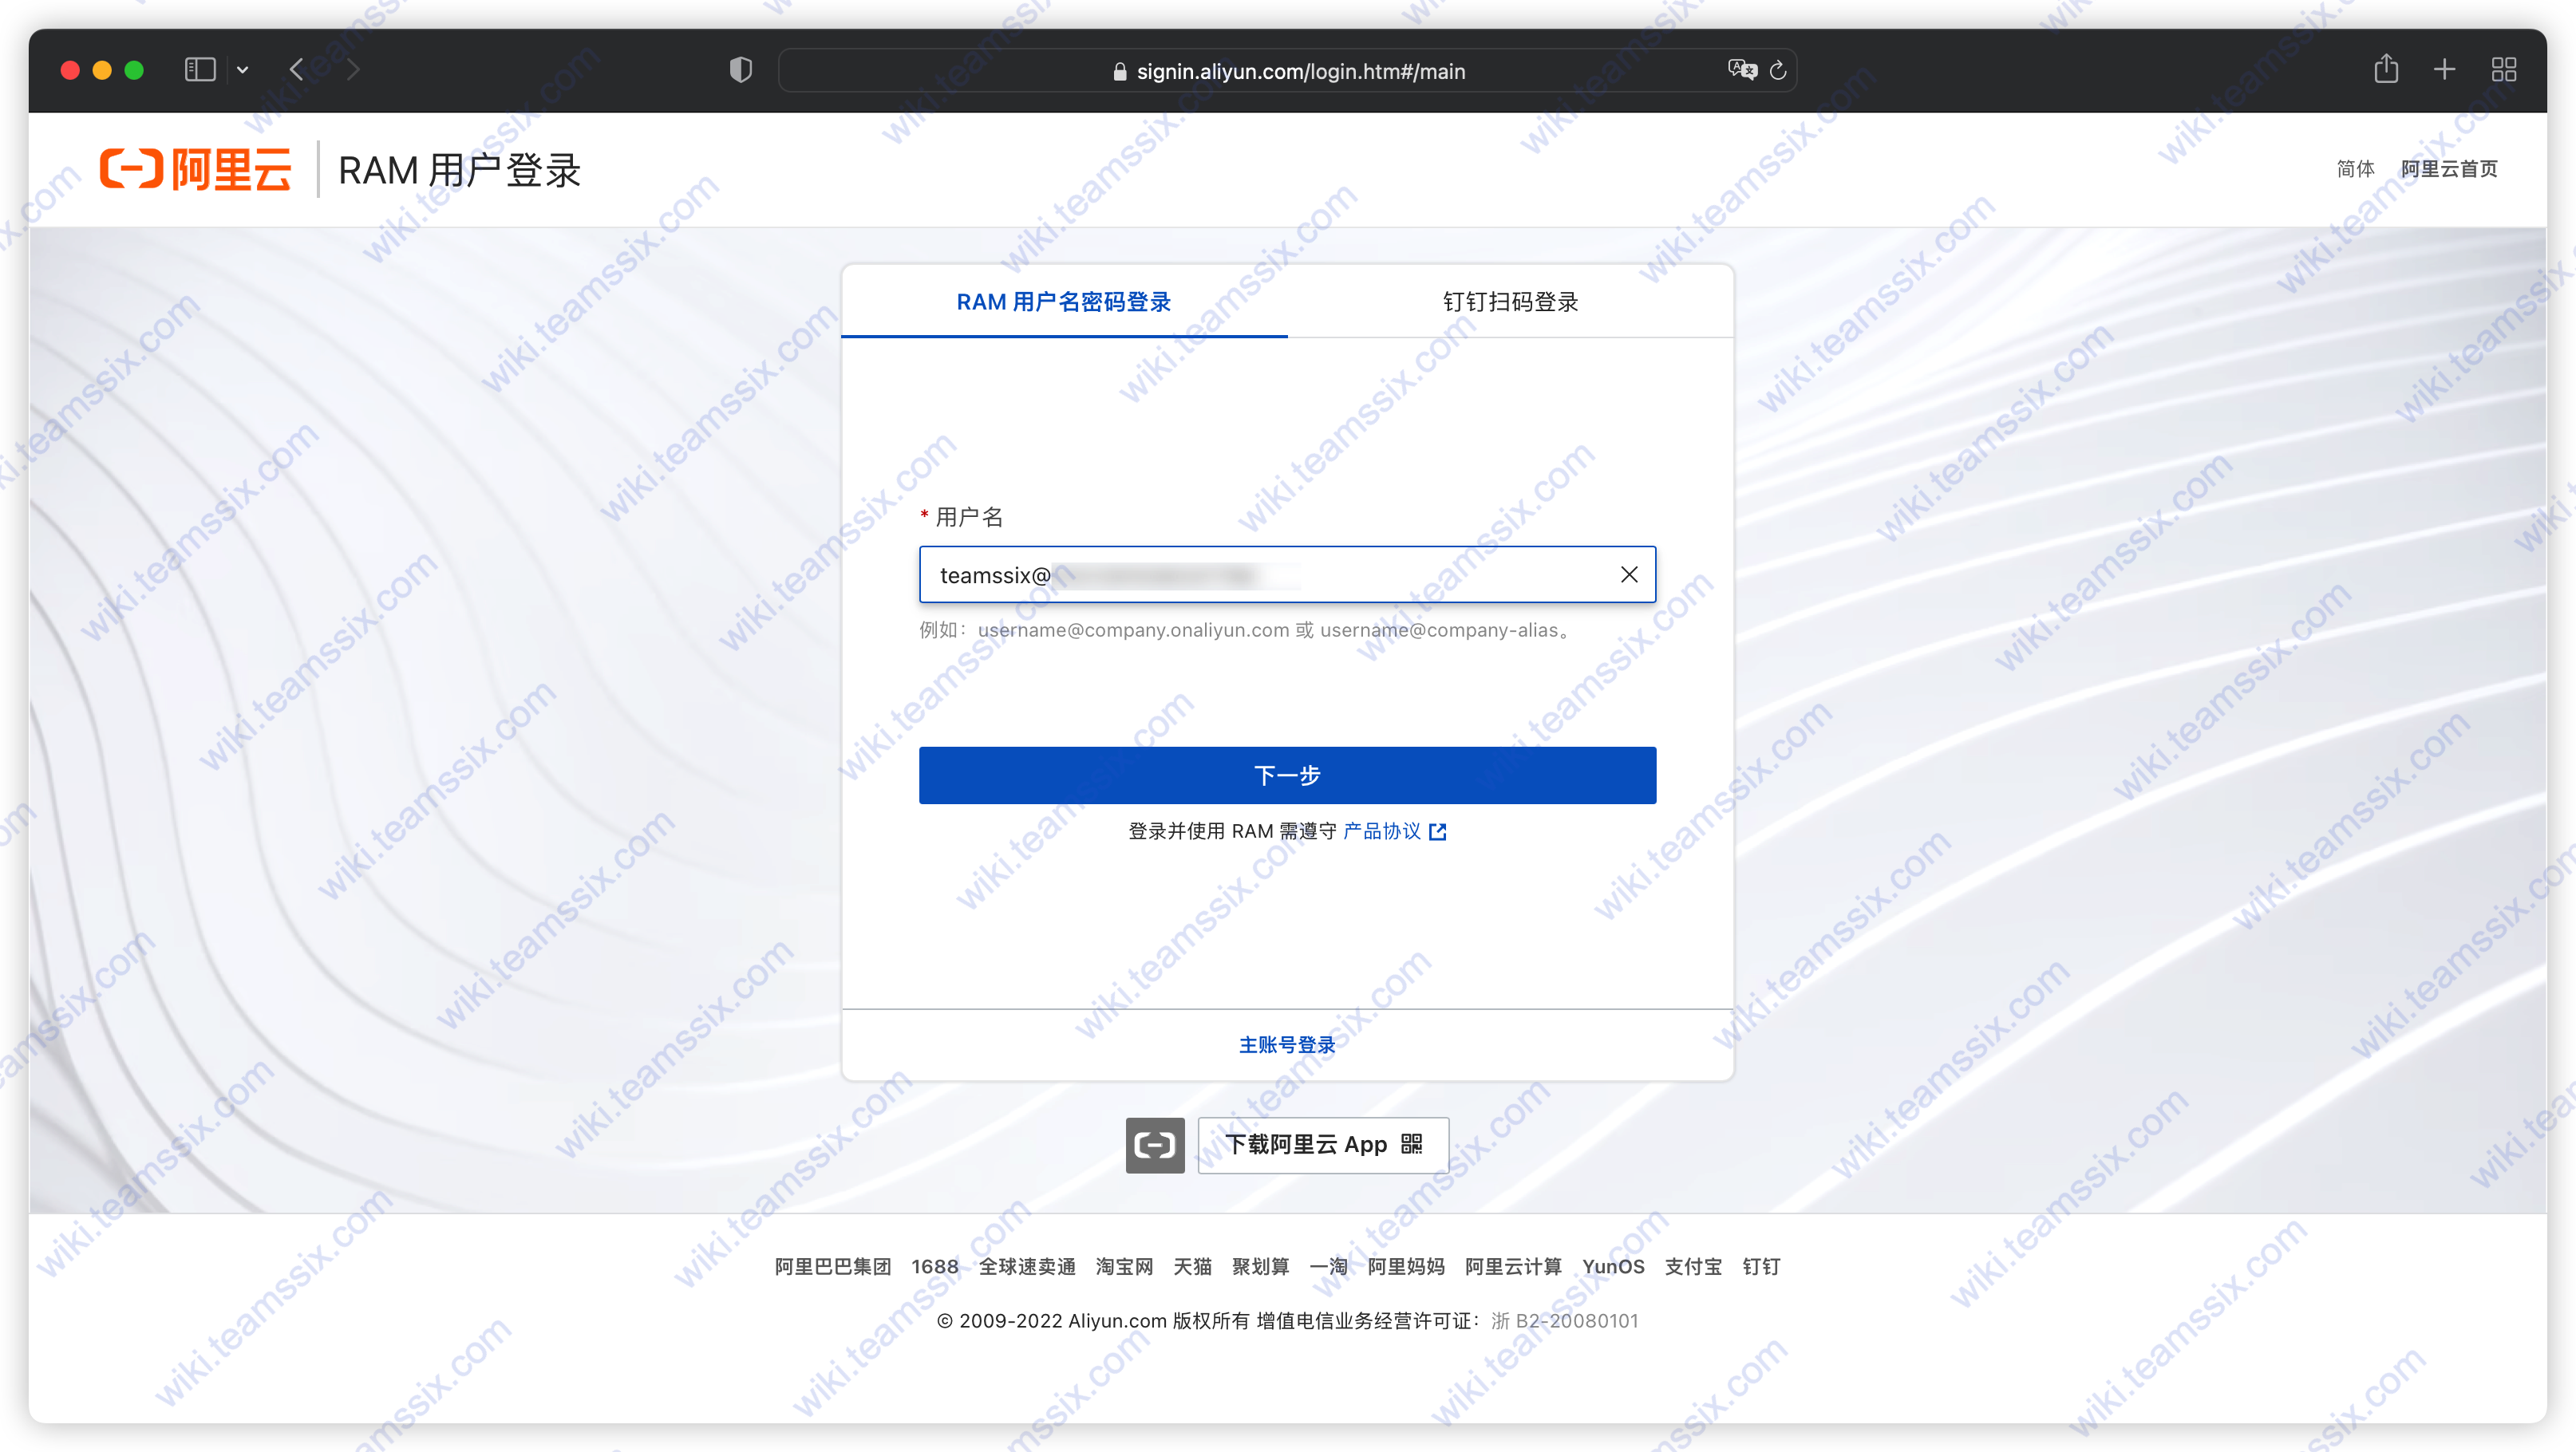 signin.aliyun.com/login.htm#/main
阿里云 RAM 用户登录
简体 阿里云首页
RAM 用户名密码登录 钉钉扫码登录
* 用户名
teamssix@
例如：username@company.onaliyun.com 或 username@company-alias。
下一步
登录并使用 RAM 需遵守 产品协议
主账号登录
下载阿里云 App
阿里巴巴集团 1688 全球速卖通 淘宝网 天猫 聚划算 一淘 阿里妈妈 阿里云计算 YunOS 支付宝 钉钉
© 2009-2022 Aliyun.com 版权所有 增值电信业务经营许可证：浙 B2-20080101
wiki.teamssix.com